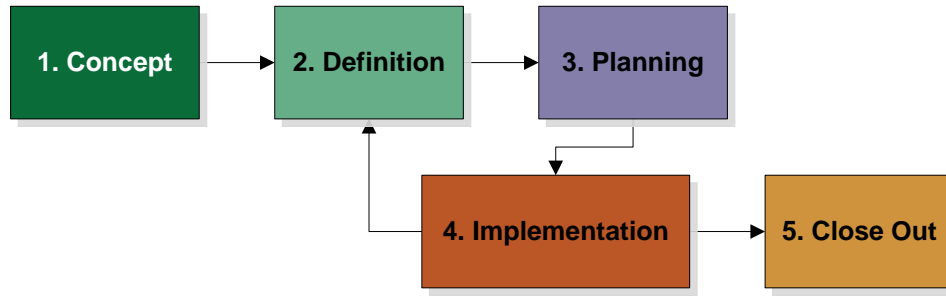 1. Concept
2. Definition
3. Planning
4. Implementation
5. Close Out